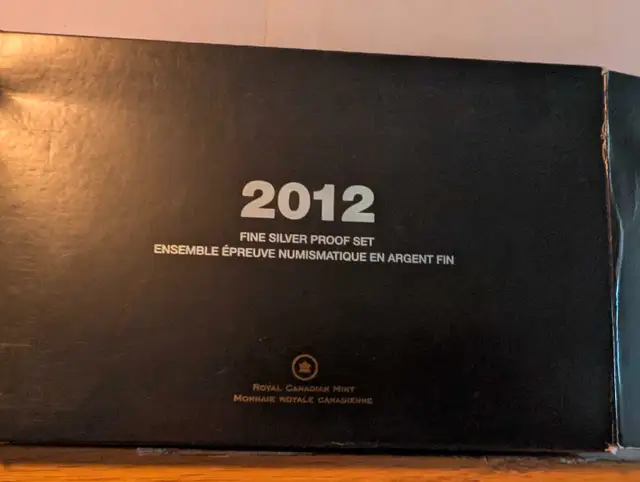 2012
FINE SILVER PROOF SET
ENSEMBLE ÉPREUVE NUMISMATIQUE EN ARGENT FIN
ROYAL CANADIAN MINT
MONNAIE ROYALE CANADIENNE